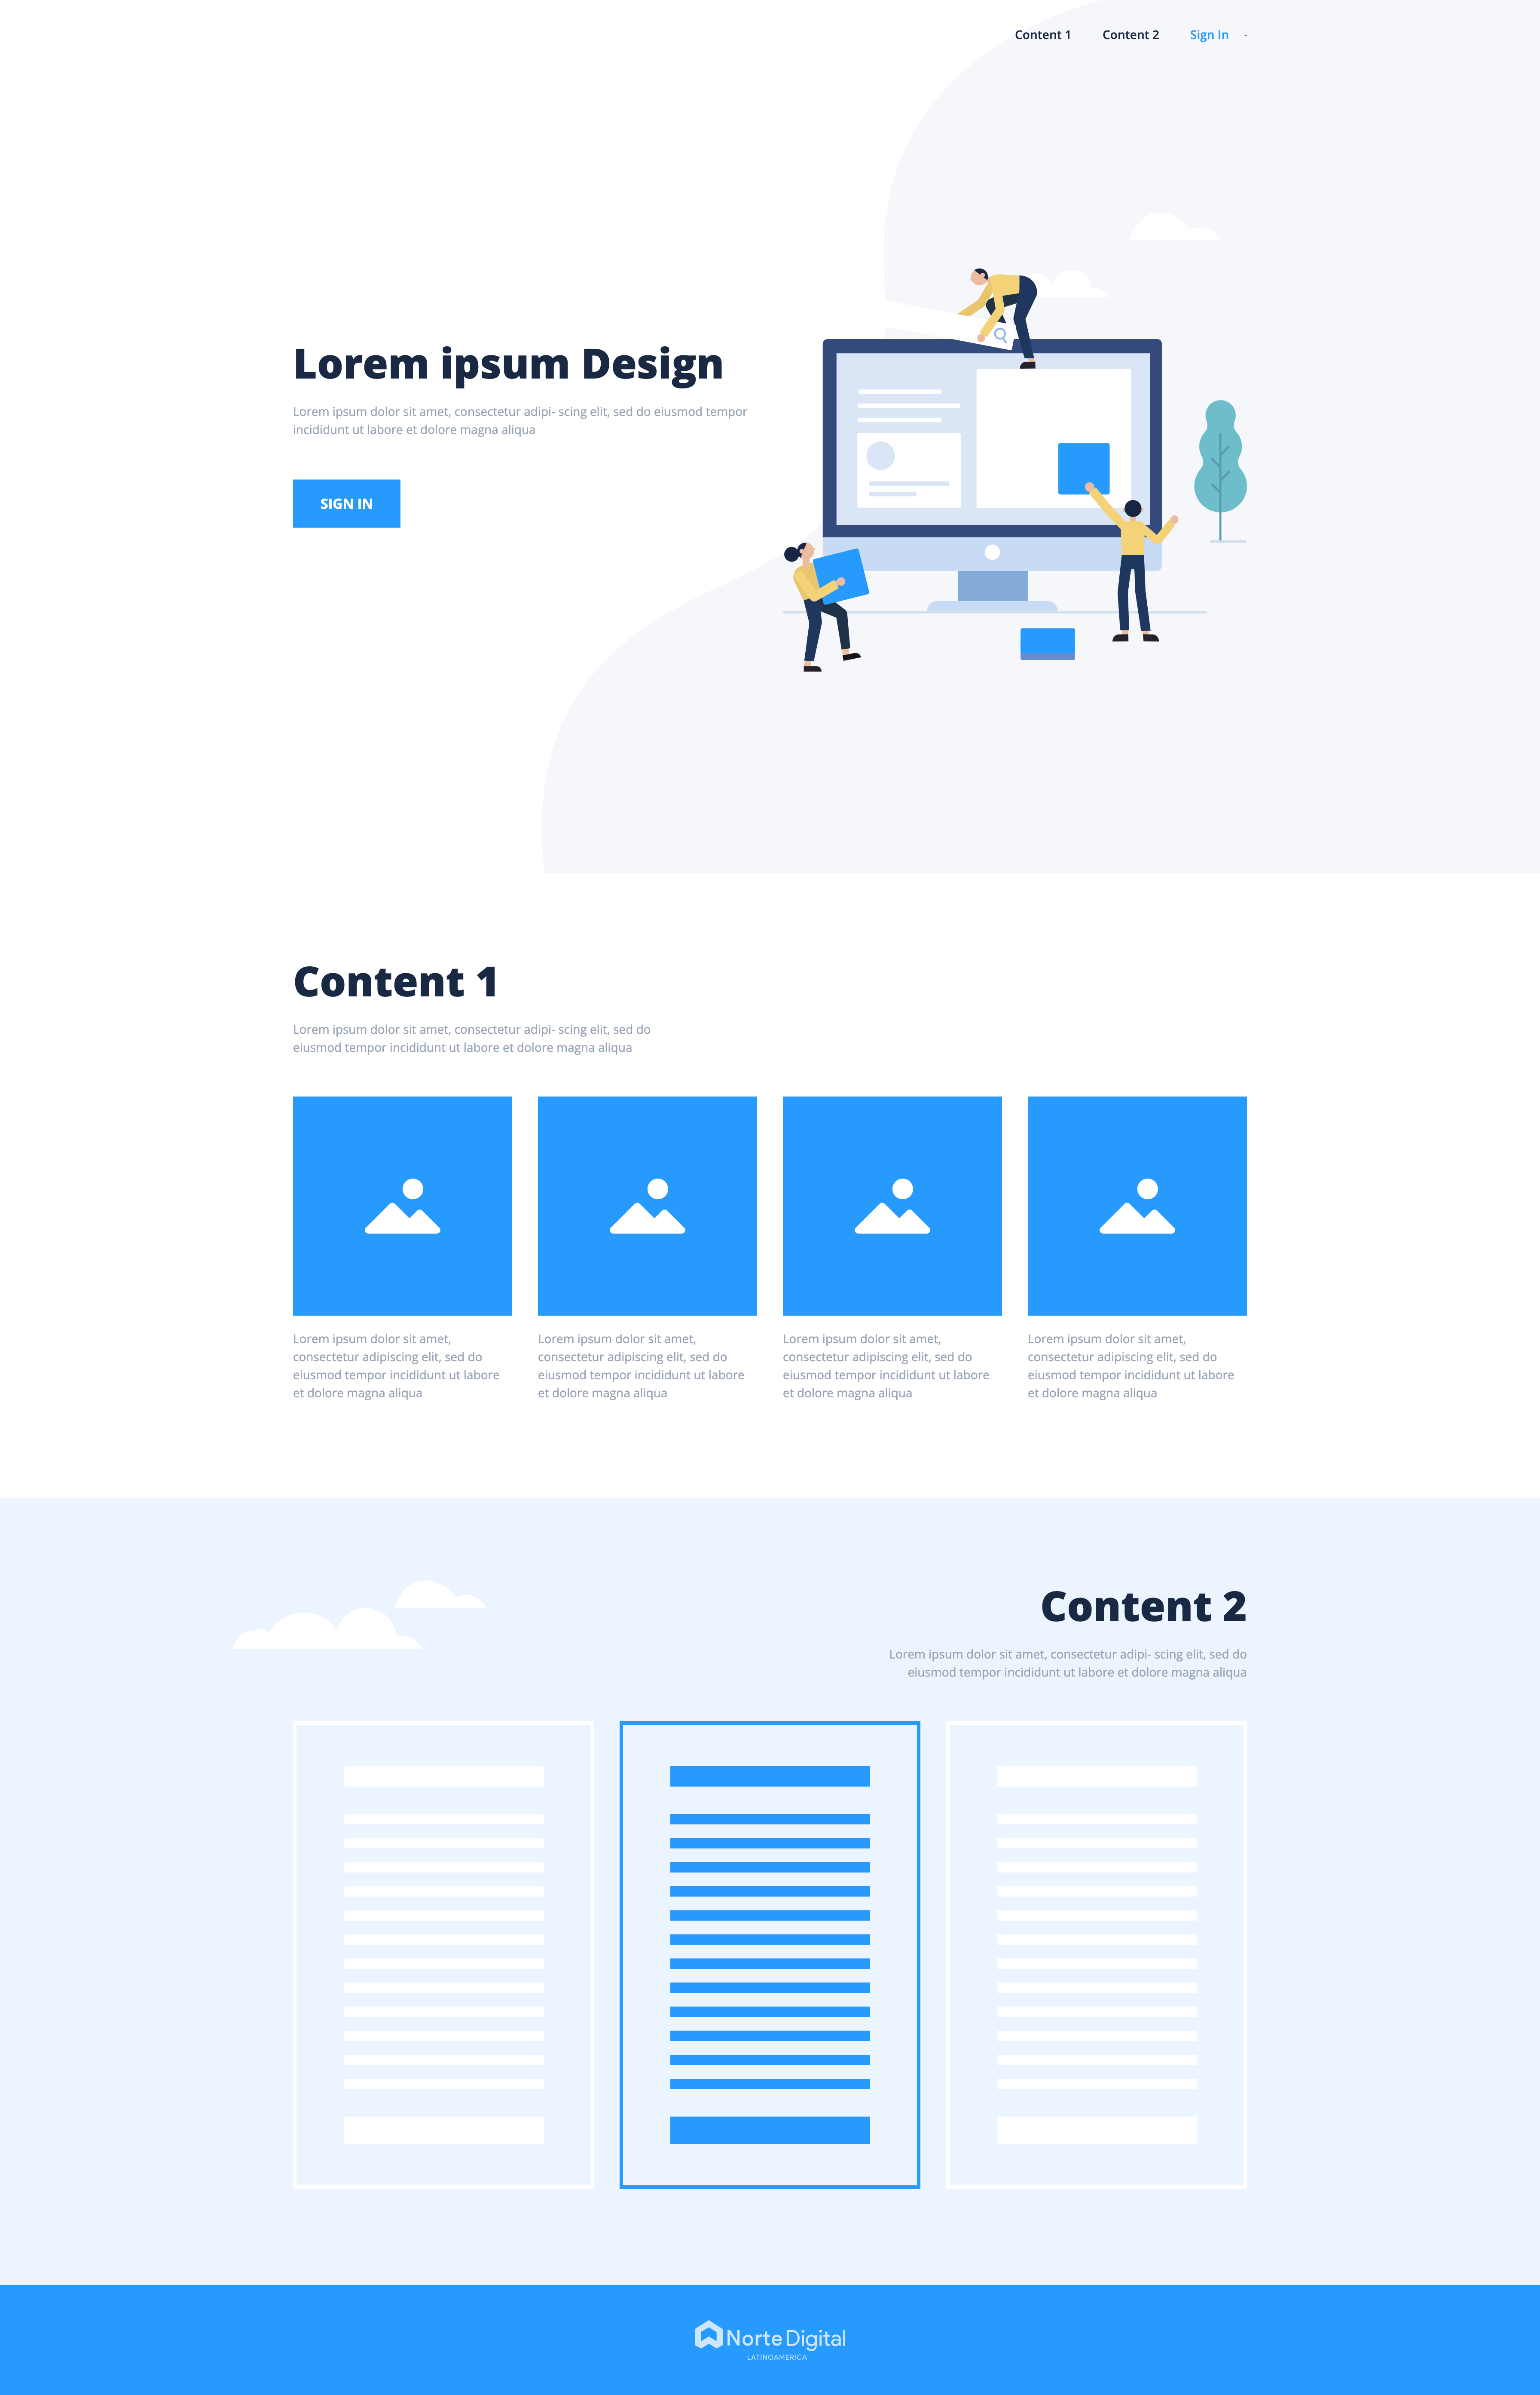 Content 1 Content 2 Sign In -
Lorem ipsum Design
Lorem ipsum dolor sit amet, consectetur adipi- scing elit, sed do eiusmod tempor
incididunt ut labore et dolore magna aliqua
SIGN IN
Content 1
Lorem ipsum dolor sit amet, consectetur adipi- scing elit, sed do
eiusmod tempor incididunt ut labore et dolore magna aliqua
Lorem ipsum dolor sit amet,
consectetur adipiscing elit, sed do
eiusmod tempor incididunt ut labore
et dolore magna aliqua
Lorem ipsum dolor sit amet,
consectetur adipiscing elit, sed do
eiusmod tempor incididunt ut labore
et dolore magna aliqua
Lorem ipsum dolor sit amet,
consectetur adipiscing elit, sed do
eiusmod tempor incididunt ut labore
et dolore magna aliqua
Lorem ipsum dolor sit amet,
consectetur adipiscing elit, sed do
eiusmod tempor incididunt ut labore
et dolore magna aliqua
Content 2
Lorem ipsum dolor sit amet, consectetur adipi- scing elit, sed do
eiusmod tempor incididunt ut labore et dolore magna aliqua
Norte Digital
LATINOAMERICA